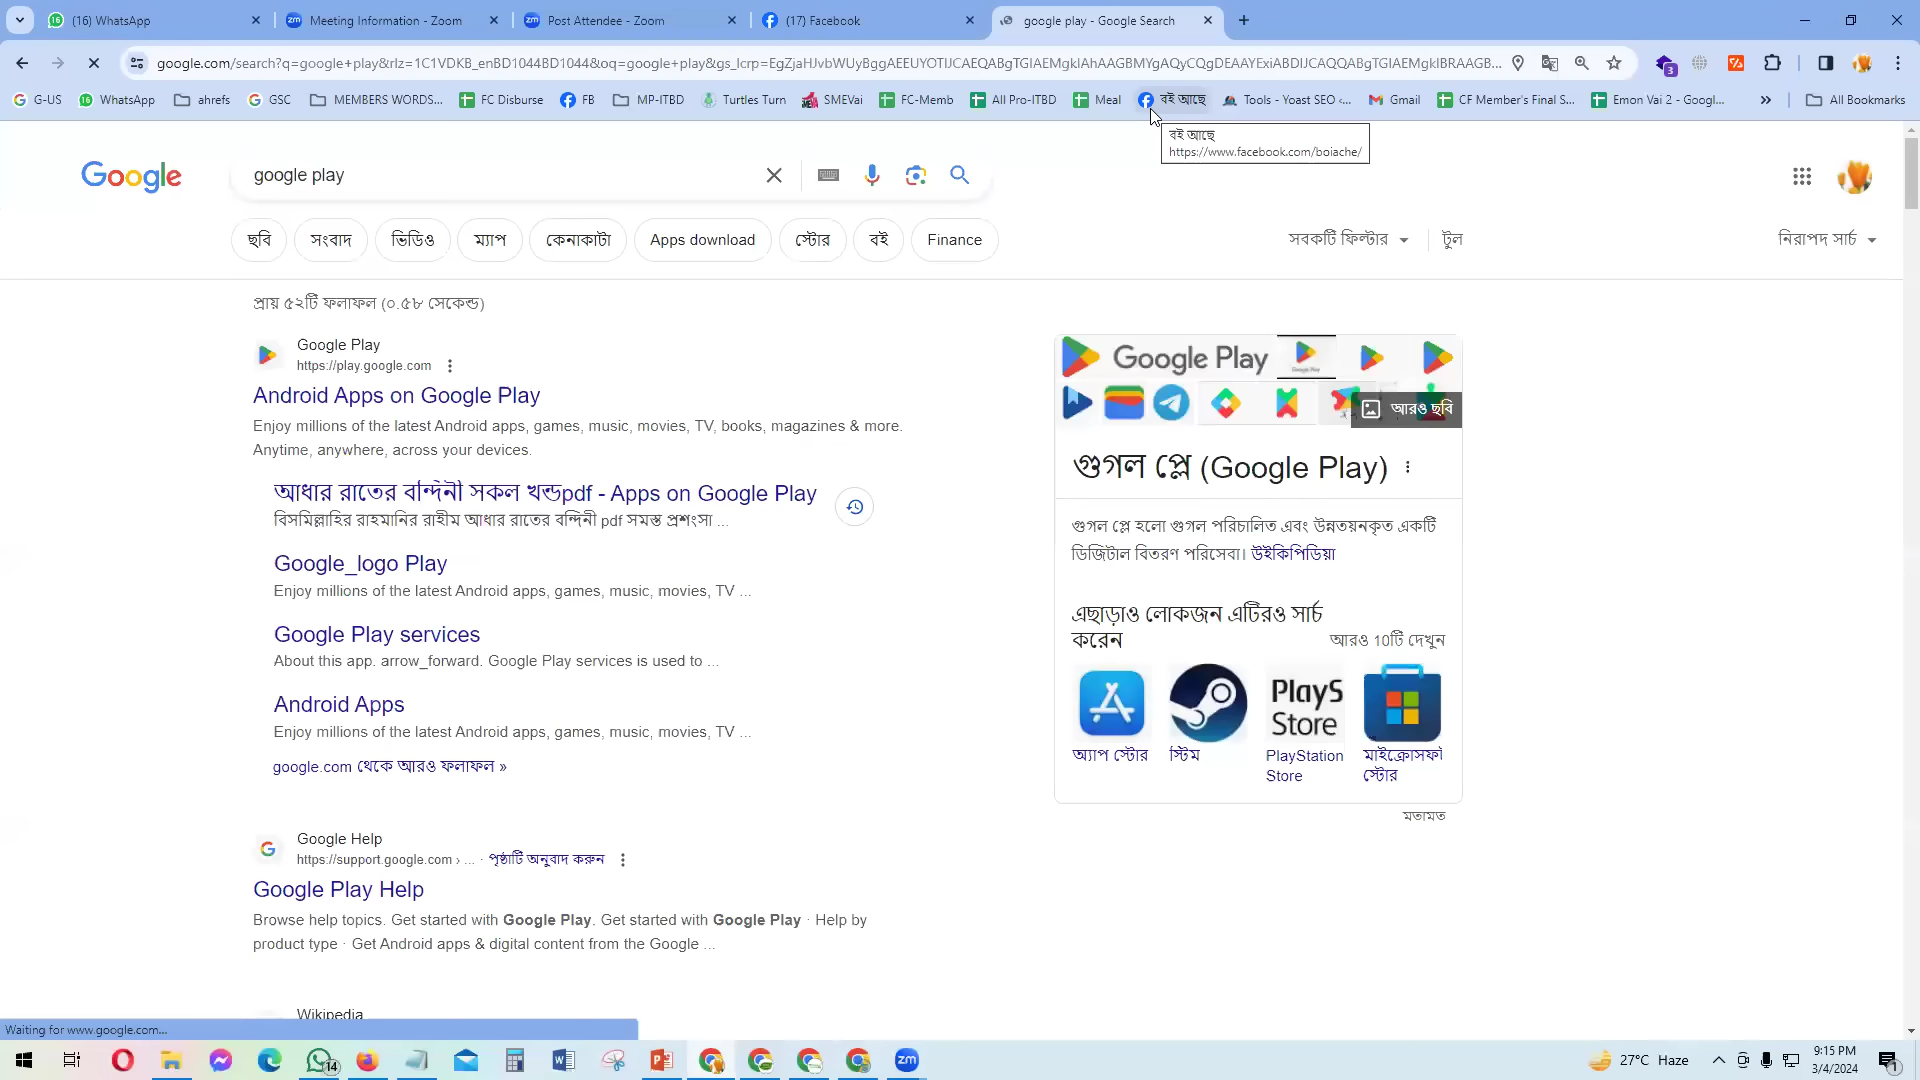 (16) WhatsApp
Meeting Information - Zoom
Post Attendee - Zoom
(17) Facebook
google play - Google Search
google.com/search?q=google+play&rlz=1C1VDKB_enBD1044BD1044&oq=google+play&gs_lcrp=EgZjaHJvbWUyBggAEEUYOTIJCAEQABgTGIAEMgkIAhAAGBMYgAQyCQgDEAAYExiABDIJCAQQABgTGIAEMgkIBRAAGB...
3
G-US
WhatsApp
ahrefs
GSC
MEMBERS WORDS...
FC Disburse
FB
MP-ITBD
Turtles Turn
SMEVai
FC-Memb
All Pro-ITBD
Meal
বই আছে
Tools - Yoast SEO ‹...
Gmail
CF Member's Final S...
Emon Vai 2 - Googl...
All Bookmarks
বই আছে
https://www.facebook.com/boiache/
Google
google play
ছবি
সংবাদ
ভিডিও
ম্যাপ
কেনাকাটা
Apps download
স্টোর
বই
Finance
সবকটি ফিল্টার
টুল
নিরাপদ সার্চ
প্রায় ৫২টি ফলাফল (০.৫৮ সেকেন্ড)
Google Play
https://play.google.com
Android Apps on Google Play
Enjoy millions of the latest Android apps, games, music, movies, TV, books, magazines & more.
Anytime, anywhere, across your devices.
আধার রাতের বন্দিনী সকল খন্ডpdf - Apps on Google Play
বিসমিল্লাহির রাহমানির রাহীম আধার রাতের বন্দিনী pdf সমস্ত প্রশংসা ...
Google_logo Play
Enjoy millions of the latest Android apps, games, music, movies, TV ...
Google Play services
About this app. arrow_forward. Google Play services is used to ...
Android Apps
Enjoy millions of the latest Android apps, games, music, movies, TV ...
google.com থেকে আরও ফলাফল »
Google Help
https://support.google.com › ... · পৃষ্ঠাটি অনুবাদ করুন
Google Play Help
Browse help topics. Get started with Google Play. Get started with Google Play · Help by
product type · Get Android apps & digital content from the Google ...
Wikipedia
Google Play
আরও ছবি
গুগল প্লে (Google Play)
গুগল প্লে হলো গুগল পরিচালিত এবং উন্নতয়নকৃত একটি
ডিজিটাল বিতরণ পরিসেবা। উইকিপিডিয়া
এছাড়াও লোকজন এটিরও সার্চ
করেন
আরও 10টি দেখুন
PlayS
Store
অ্যাপ স্টোর
স্টিম
PlayStation
Store
মাইক্রোসফট
স্টোর
মতামত
Waiting for www.google.com...
14
27°C Haze
9:15 PM
3/4/2024
1